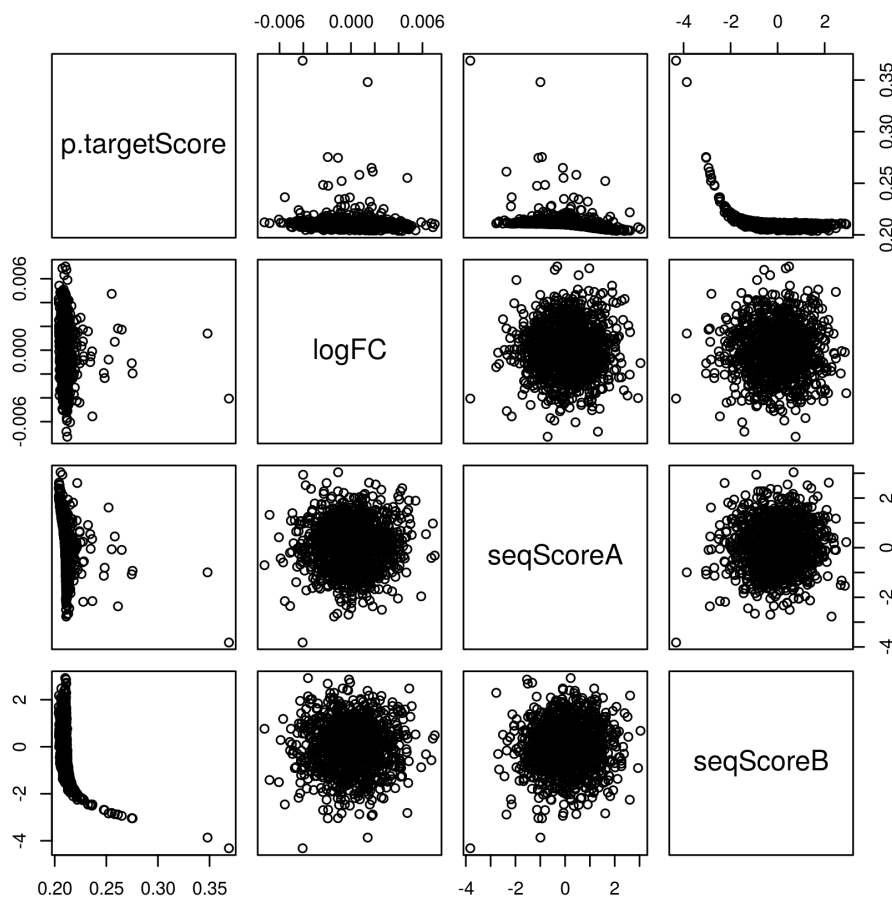 -0.006 0.000 0.006 -4 -2 0 2
p.targetScore 0.20 0.25 0.30 0.35
-0.006 0.000 0.006 logFC
seqScoreA -4 -2 0 2
-4 -2 0 2 seqScoreB
0.20 0.25 0.30 0.35 -4 -2 0 2